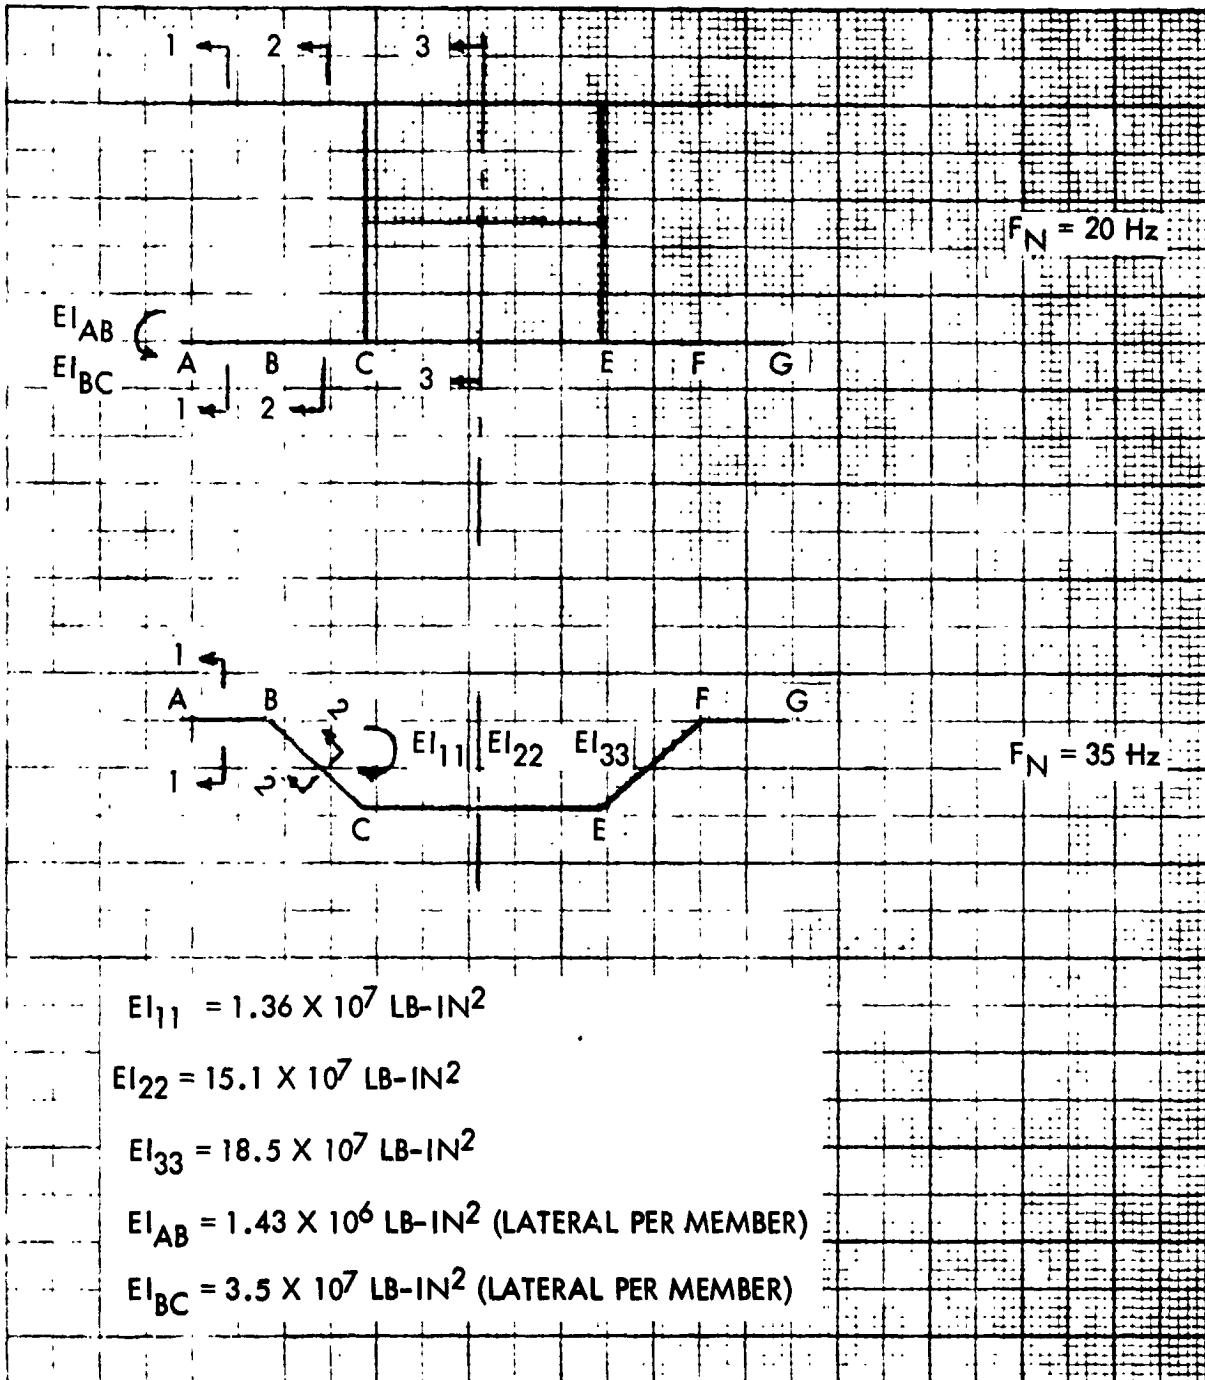 1 2 3
F_N = 20 Hz
EI_AB
EI_BC
A B C E F G
1 2 3
1
A B F G
2 EI_11 EI_22 EI_33 F_N = 35 Hz
1 2
C E
EI_11 = 1.36 X 10^7 LB-IN^2
EI_22 = 15.1 X 10^7 LB-IN^2
EI_33 = 18.5 X 10^7 LB-IN^2
EI_AB = 1.43 X 10^6 LB-IN^2 (LATERAL PER MEMBER)
EI_BC = 3.5 X 10^7 LB-IN^2 (LATERAL PER MEMBER)